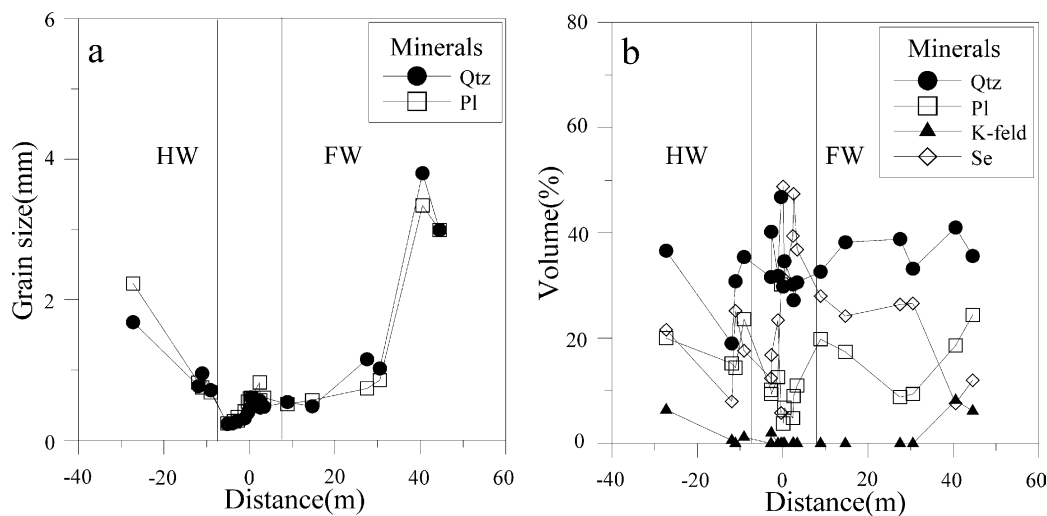 a
Minerals
Qtz
Pl
HW
FW
6
4
2
0
-40
-20
0
20
40
60
Grain size(mm)
Distance(m)
b
Minerals
Qtz
Pl
K-feld
Se
HW
FW
80
60
40
20
0
-40
-20
0
20
40
60
Volume(%)
Distance(m)